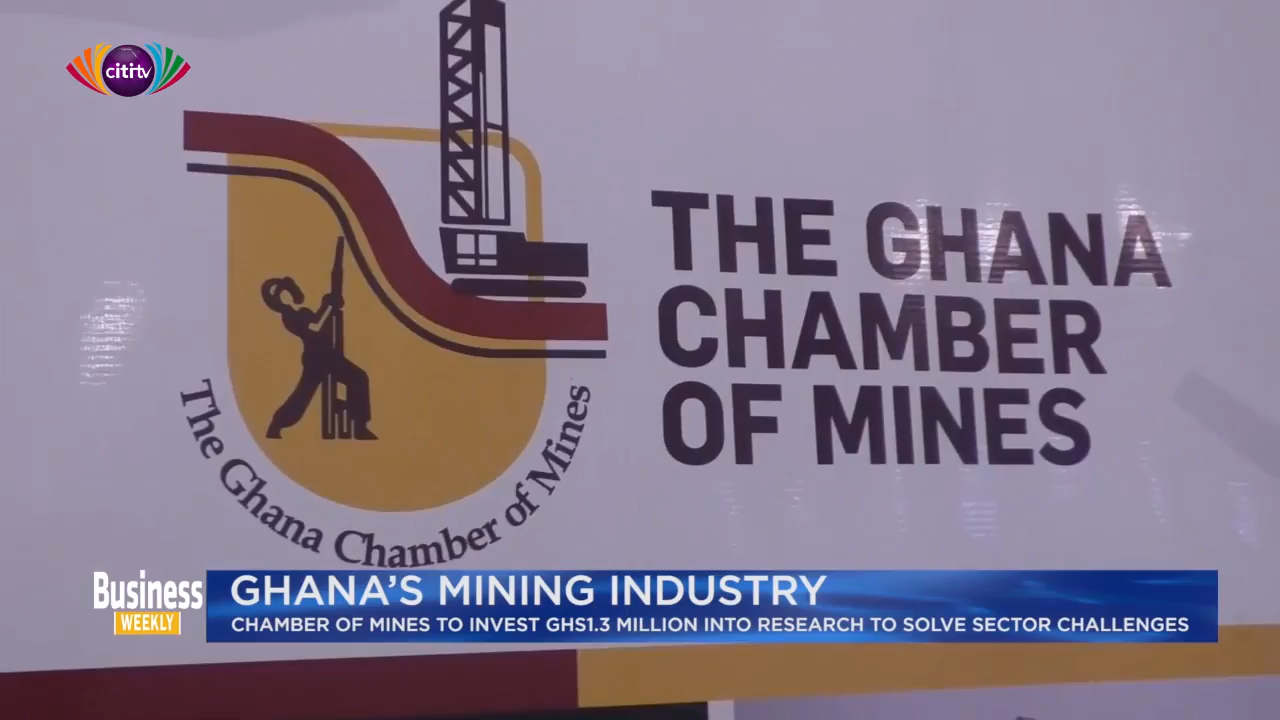 citi tv
THE GHANA
CHAMBER
OF MINES
The Ghana Chamber of Mines
Business
WEEKLY
GHANA'S MINING INDUSTRY
CHAMBER OF MINES TO INVEST GHS1.3 MILLION INTO RESEARCH TO SOLVE SECTOR CHALLENGES